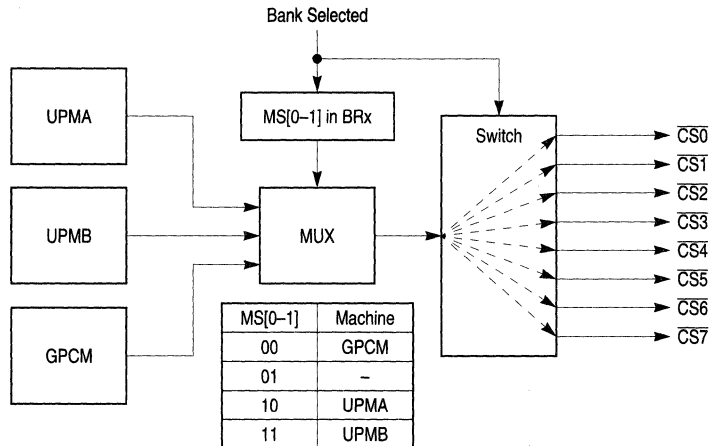 Bank Selected
UPMA
MS[0–1] in BRx
Switch
CS0
CS1
CS2
UPMB
MUX
CS3
CS4
CS5
CS6
CS7
GPCM
MS[0–1] Machine
00 GPCM
01 –
10 UPMA
11 UPMB